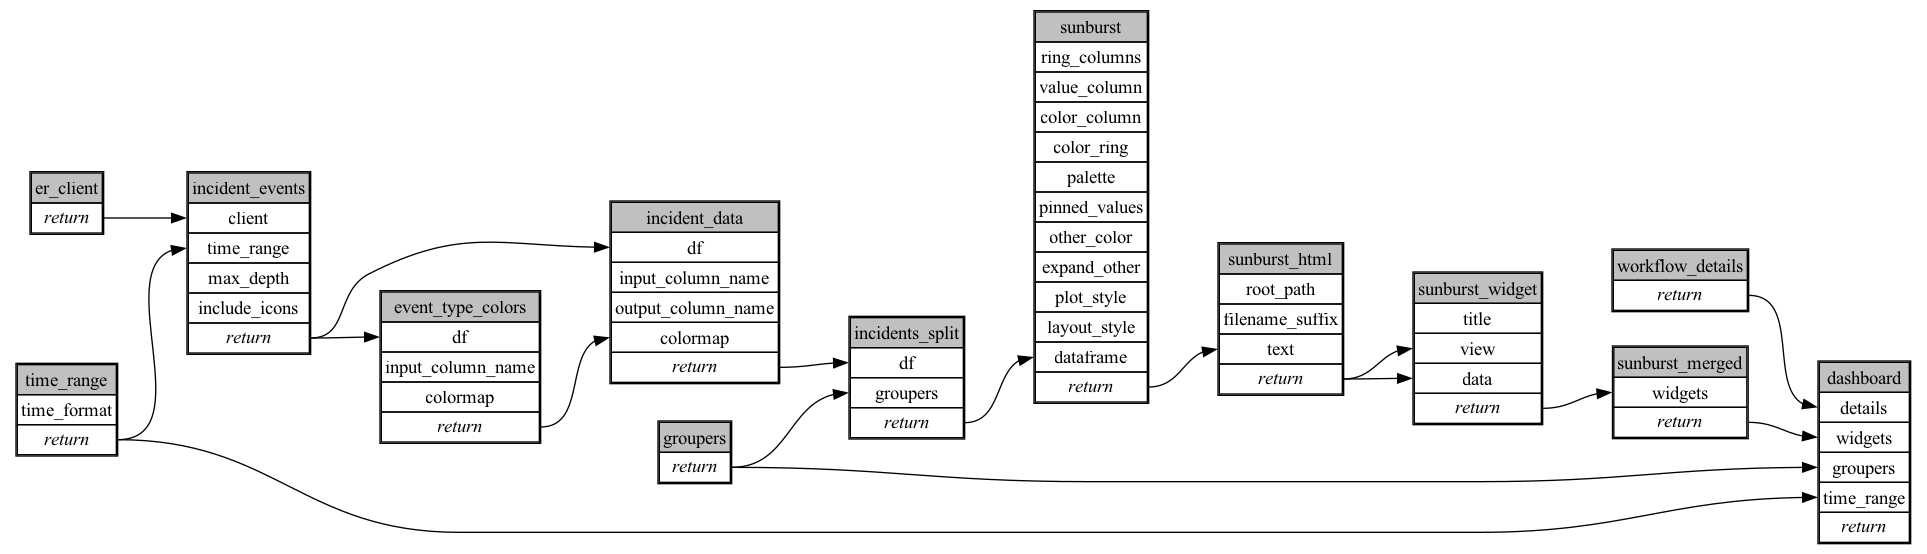 er_client
return
time_range
time_format
return
incident_events
client
time_range
max_depth
include_icons
return
event_type_colors
df
input_column_name
colormap
return
incident_data
df
input_column_name
output_column_name
colormap
return
groupers
return
incidents_split
df
groupers
return
sunburst
ring_columns
value_column
color_column
color_ring
palette
pinned_values
other_color
expand_other
plot_style
layout_style
dataframe
return
sunburst_html
root_path
filename_suffix
text
return
sunburst_widget
title
view
data
return
workflow_details
return
sunburst_merged
widgets
return
dashboard
details
widgets
groupers
time_range
return